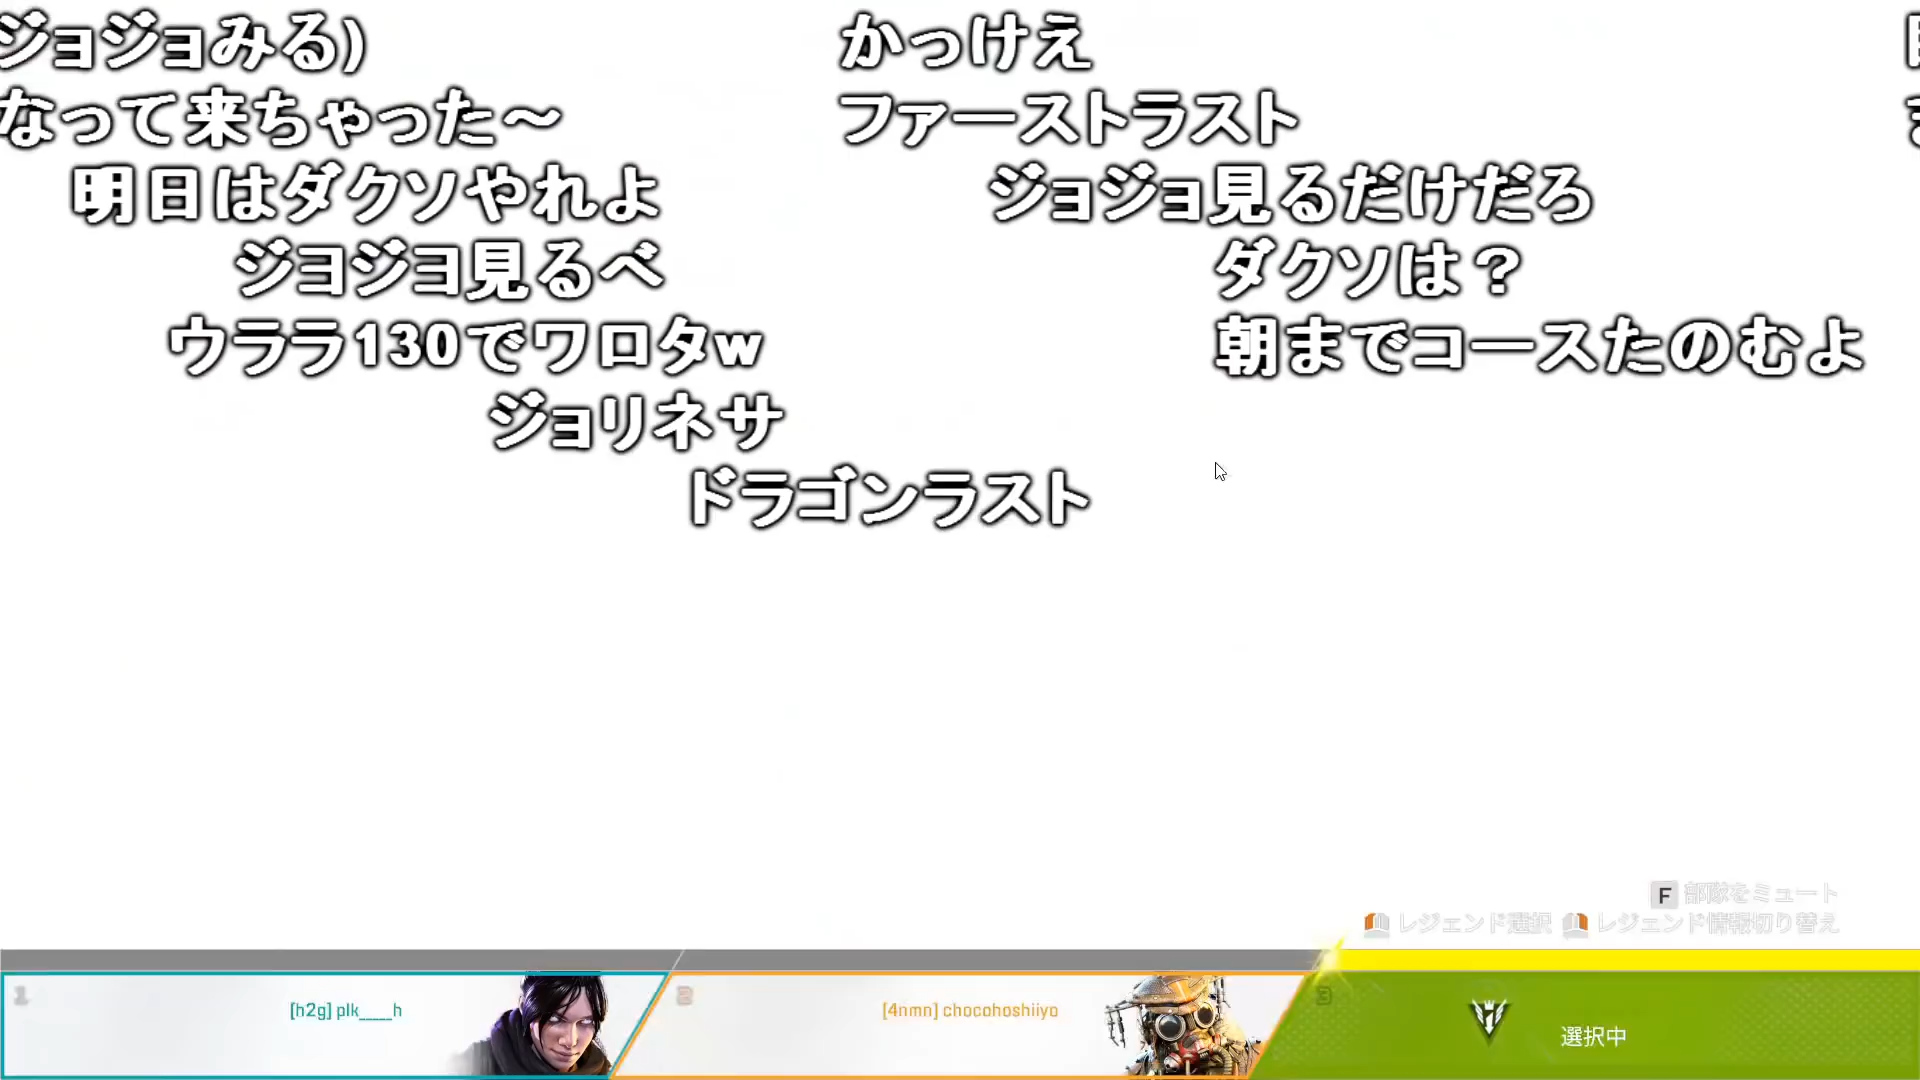 ジョジョみる)
かっけえ
なって来ちゃった～
ファーストラスト
明日はダクソやれよ
ジョジョ見るだけだろ
ジヨジヨ見るべ
ダクソは？
ウララ130でワロタw
朝までコースたのむよ
ジョリネサ
ドラゴンラスト
F 部隊をミュート
レジェンド選択 レジェンド情報切り替え
1
[h2g] plk____h
2
[4nmn] chocohoshiiyo
3
選択中